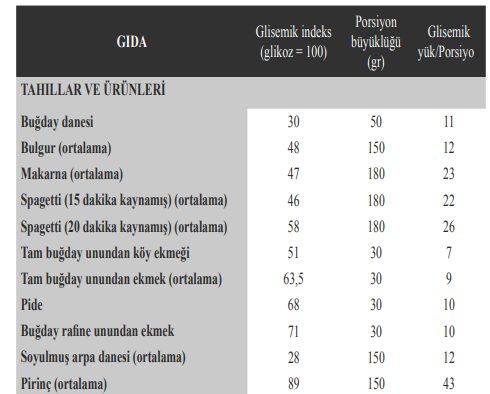 GIDA Glisemik indeks (glikoz = 100) Porsiyon büyüklüğü (gr) Glisemik yük/Porsiyo
TAHILLAR VE ÜRÜNLERİ
Buğday danesi 30 50 11
Bulgur (ortalama) 48 150 12
Makarna (ortalama) 47 180 23
Spagetti (15 dakika kaynamış) (ortalama) 46 180 22
Spagetti (20 dakika kaynamış) (ortalama) 58 180 26
Tam buğday unundan köy ekmeği 51 30 7
Tam buğday unundan ekmek (ortalama) 63,5 30 9
Pide 68 30 10
Buğday rafine unundan ekmek 71 30 10
Soyulmuş arpa danesi (ortalama) 28 150 12
Pirinç (ortalama) 89 150 43